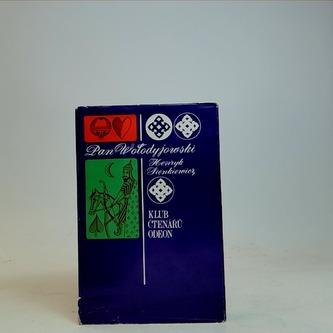 Pan Wołodyjowski
Henryk
Sienkiewicz
KLUB
ČTENÁŘŮ
ODEON